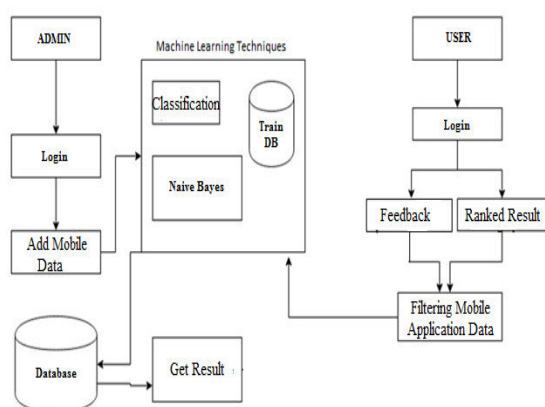 ADMIN
Machine Learning Techniques
USER
Classification
Train
DB
Login
Login
Naive Bayes
Feedback
Ranked Result
Add Mobile
Data
Filtering Mobile
Application Data
Database
Get Result